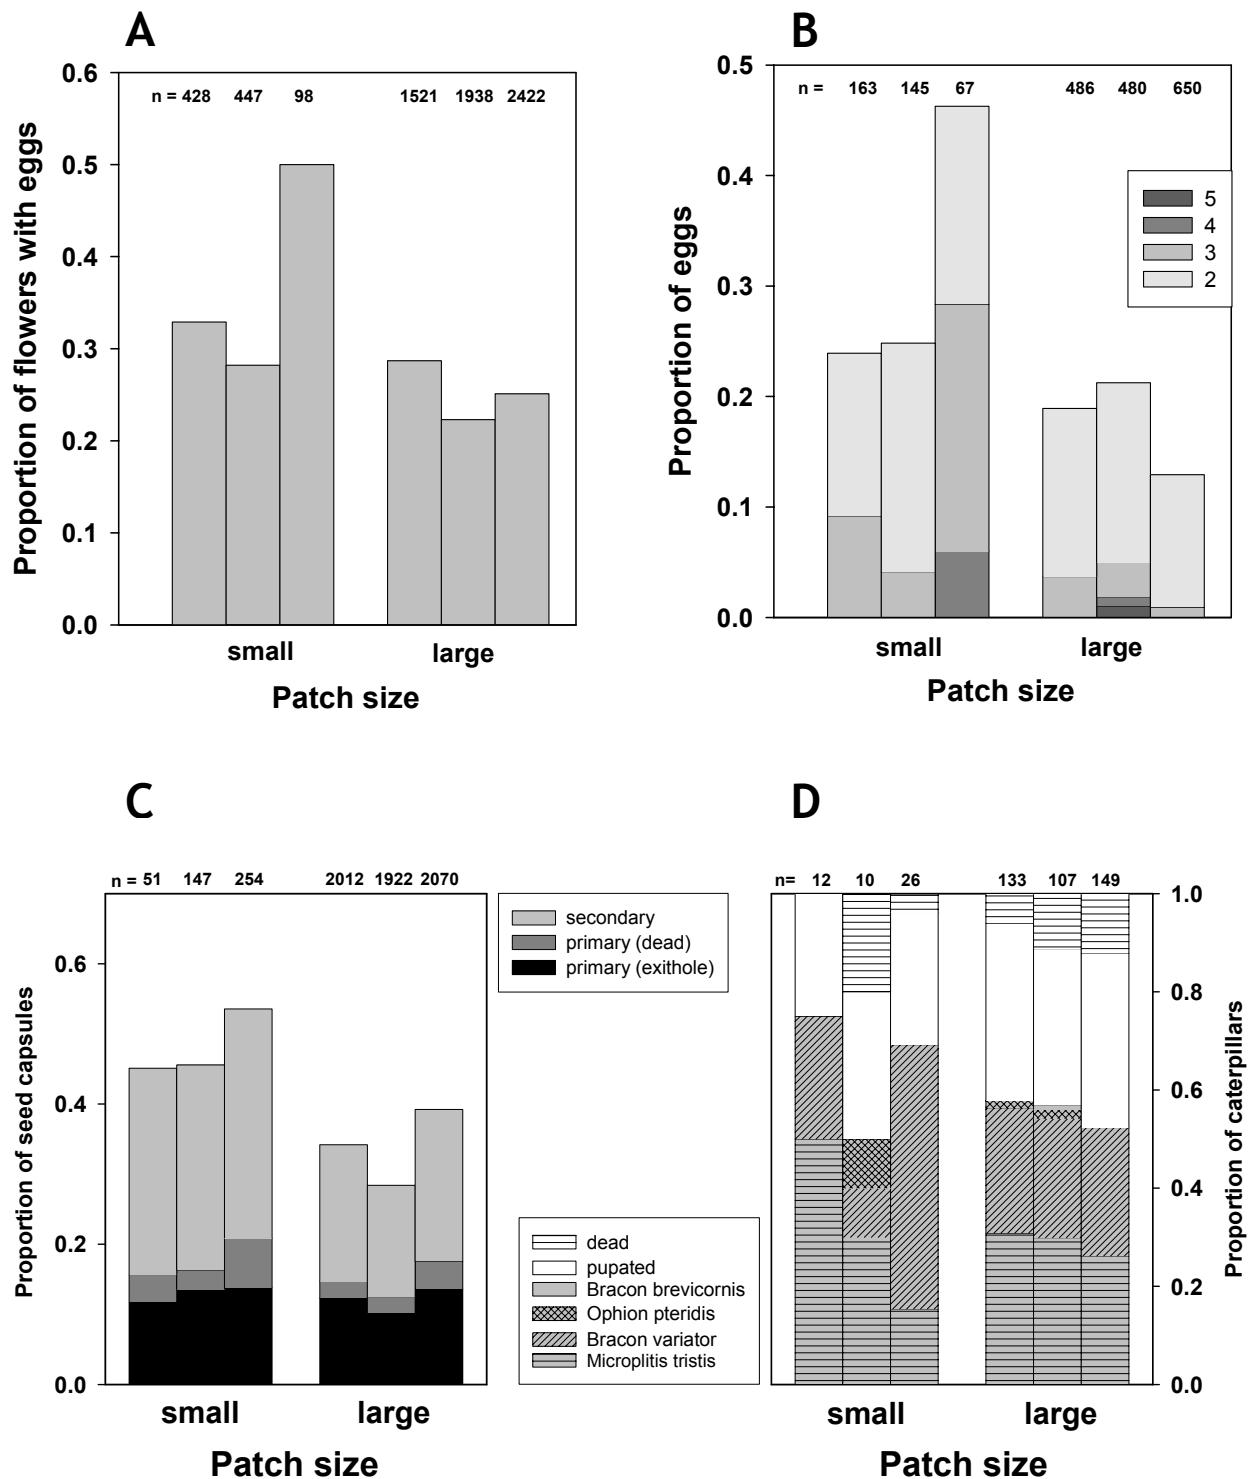 A
Proportion of flowers with eggs
n = 428 447 98 1521 1938 2422
0.6
0.5
0.4
0.3
0.2
0.1
0.0
small large
Patch size
B
Proportion of eggs
n = 163 145 67 486 480 650
0.5
0.4
0.3
0.2
0.1
0.0
5
4
3
2
small large
Patch size
C
Proportion of seed capsules
n = 51 147 254 2012 1922 2070
0.6
0.4
0.2
0.0
secondary
primary (dead)
primary (exithole)
small large
Patch size
D
n= 12 10 26 133 107 149
1.0
0.8
0.6
0.4
0.2
0.0
Proportion of caterpillars
dead
pupated
Bracon brevicornis
Ophion pteridis
Bracon variator
Microplitis tristis
small large
Patch size